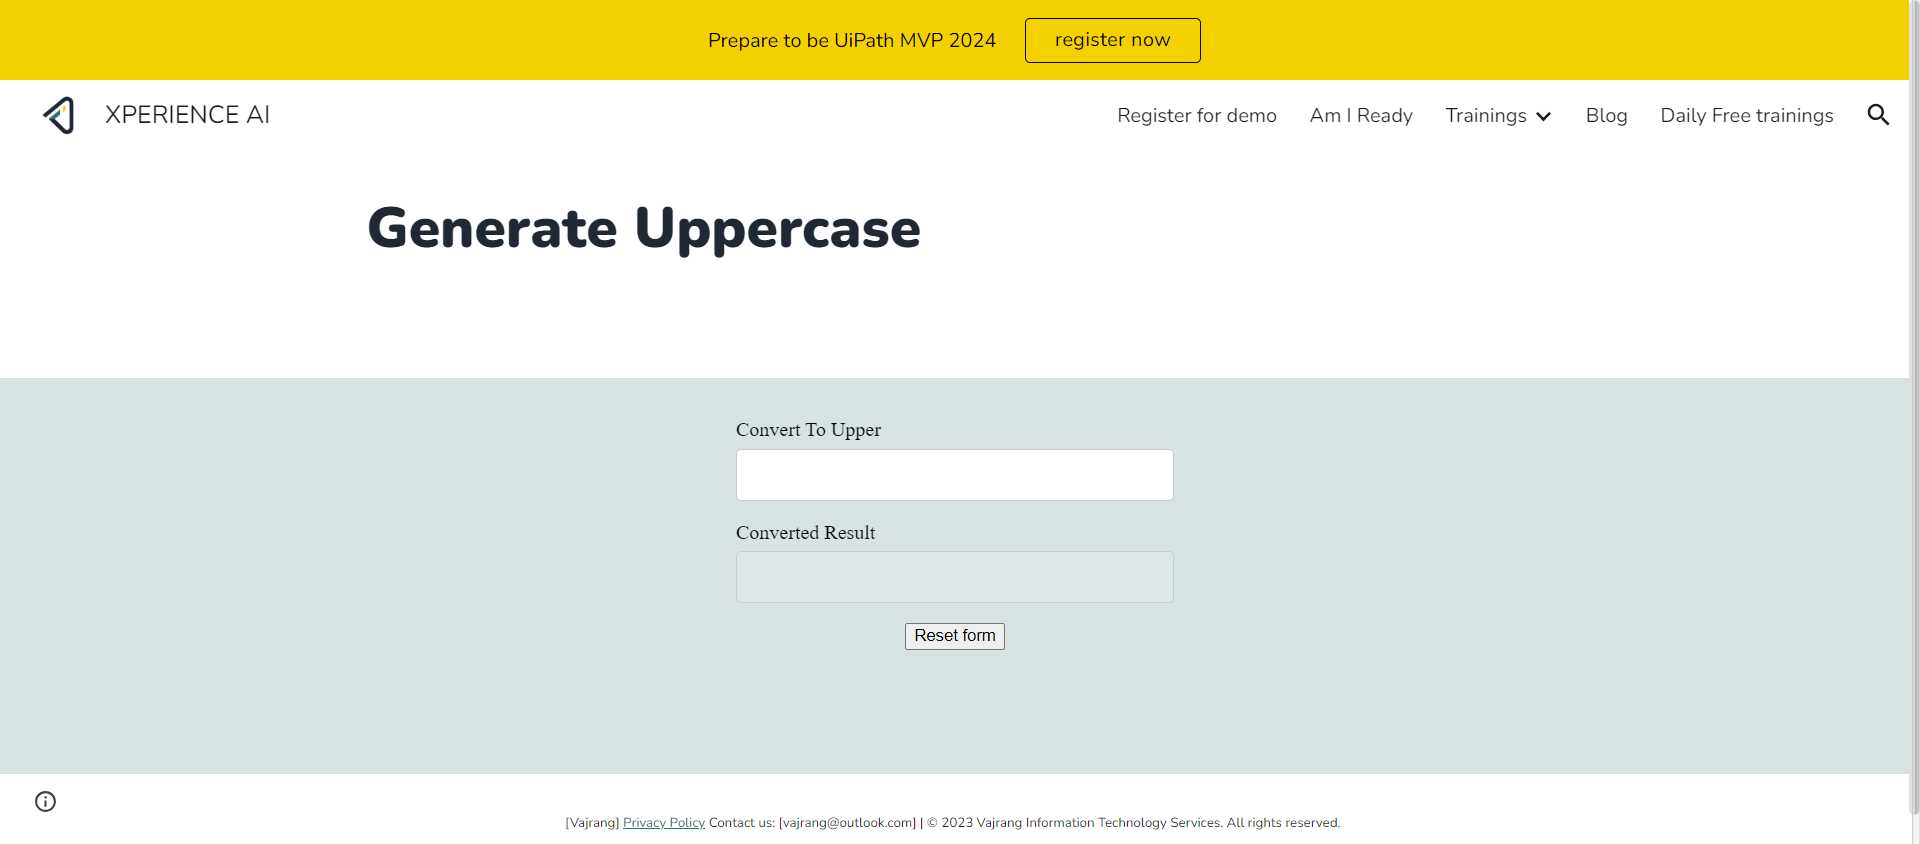 Prepare to be UiPath MVP 2024
register now
XPERIENCE AI
Register for demo
Am I Ready
Trainings
Blog
Daily Free trainings
Generate Uppercase
Convert To Upper
Converted Result
Reset form
[Vajrang] Privacy Policy Contact us: [vajrang@outlook.com] | © 2023 Vajrang Information Technology Services. All rights reserved.